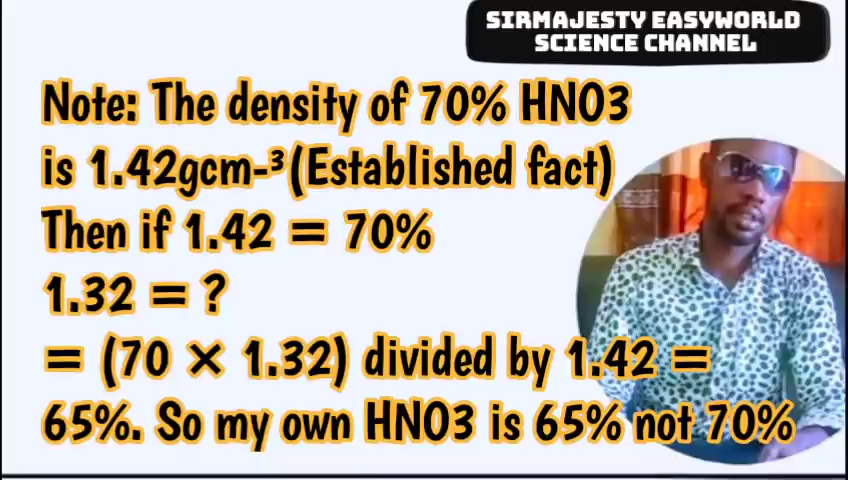 SIRMAJESTY EASYWORLD
SCIENCE CHANNEL
Note: The density of 70% HNO3
is 1.42gcm-³(Established fact)
Then if 1.42 = 70%
1.32 = ?
= (70 × 1.32) divided by 1.42 =
65%. So my own HNO3 is 65% not 70%